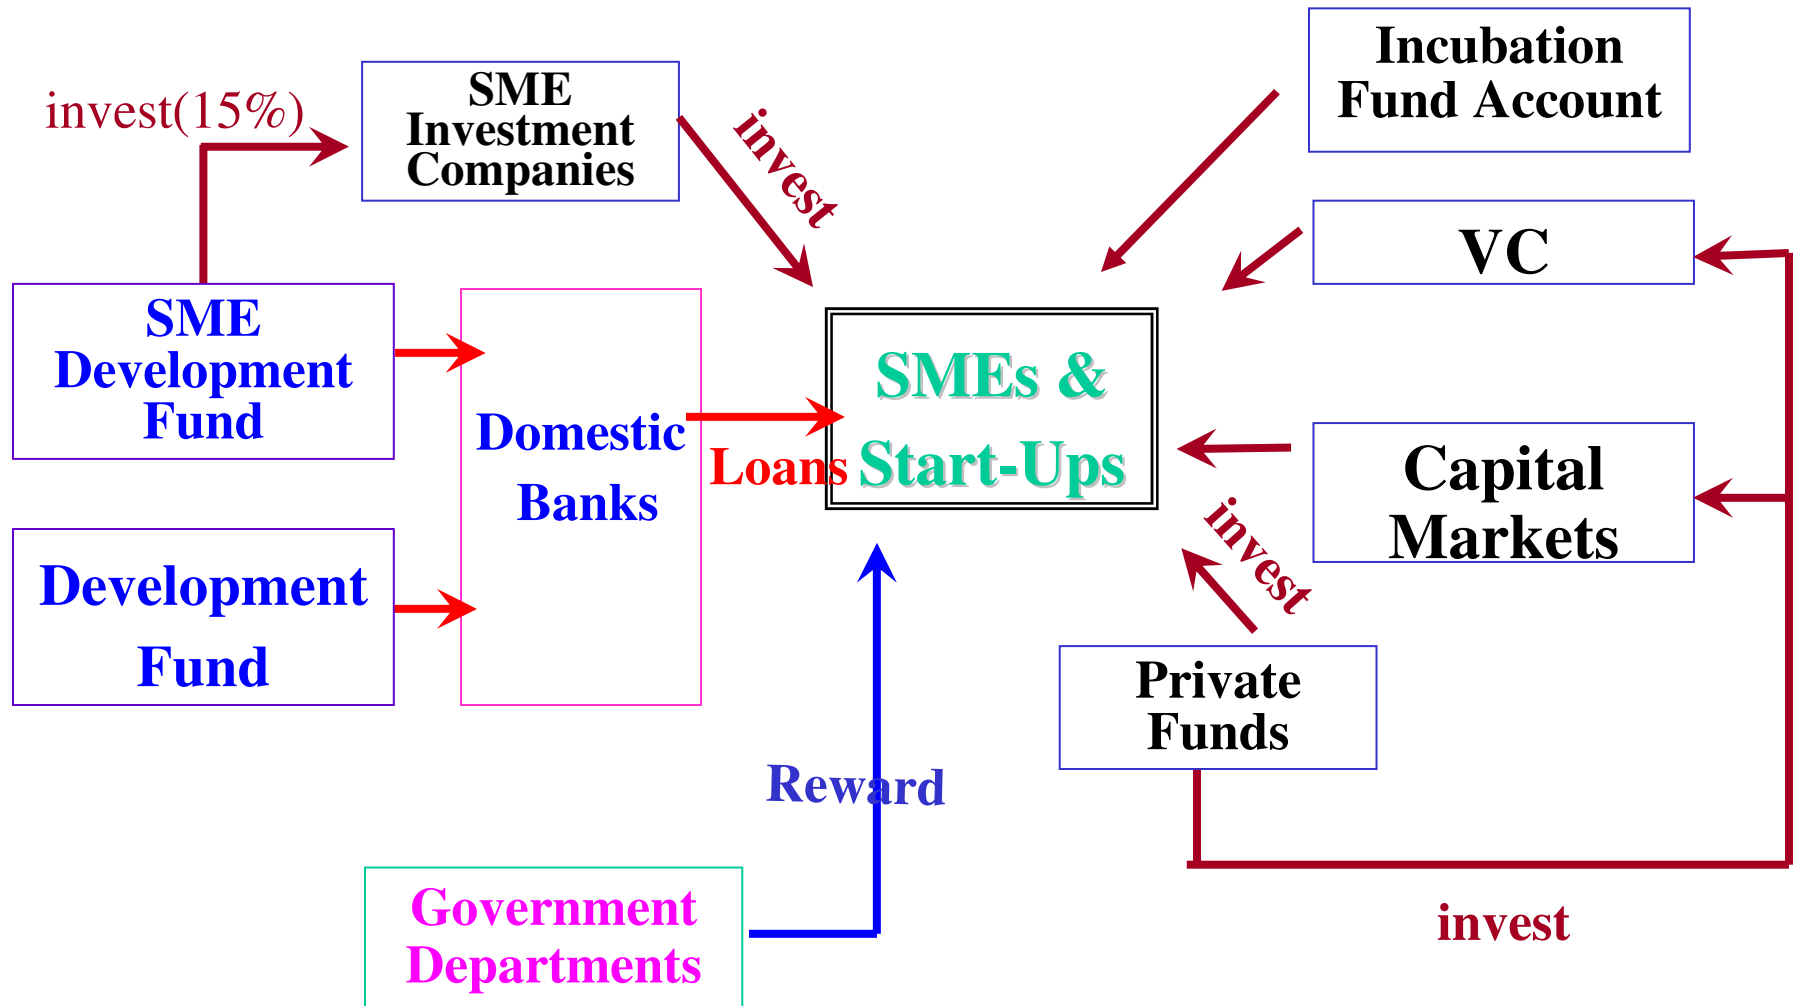 invest(15%)
SME
Investment
Companies
invest
Incubation
Fund Account
VC
SME
Development
Fund
Domestic
Banks
Loans
SMEs &
Start-Ups
Capital
Markets
invest
Development
Fund
Private
Funds
Reward
Government
Departments
invest